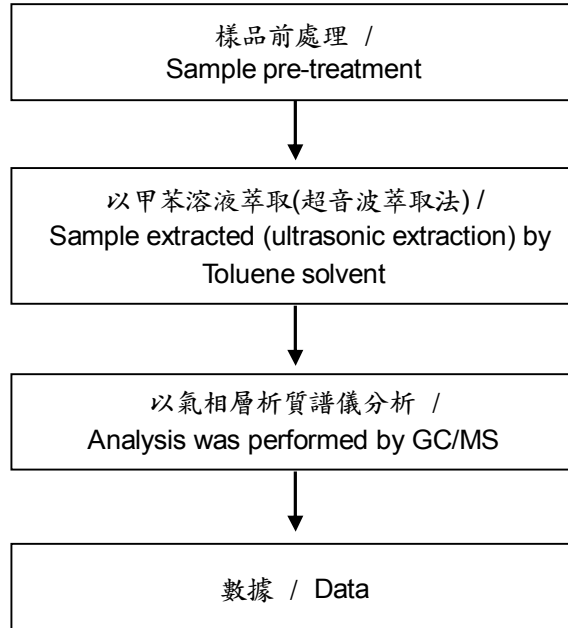 樣品前處理 /
Sample pre-treatment
以甲苯溶液萃取(超音波萃取法) /
Sample extracted (ultrasonic extraction) by
Toluene solvent
以氣相層析質譜儀分析 /
Analysis was performed by GC/MS
數據 / Data